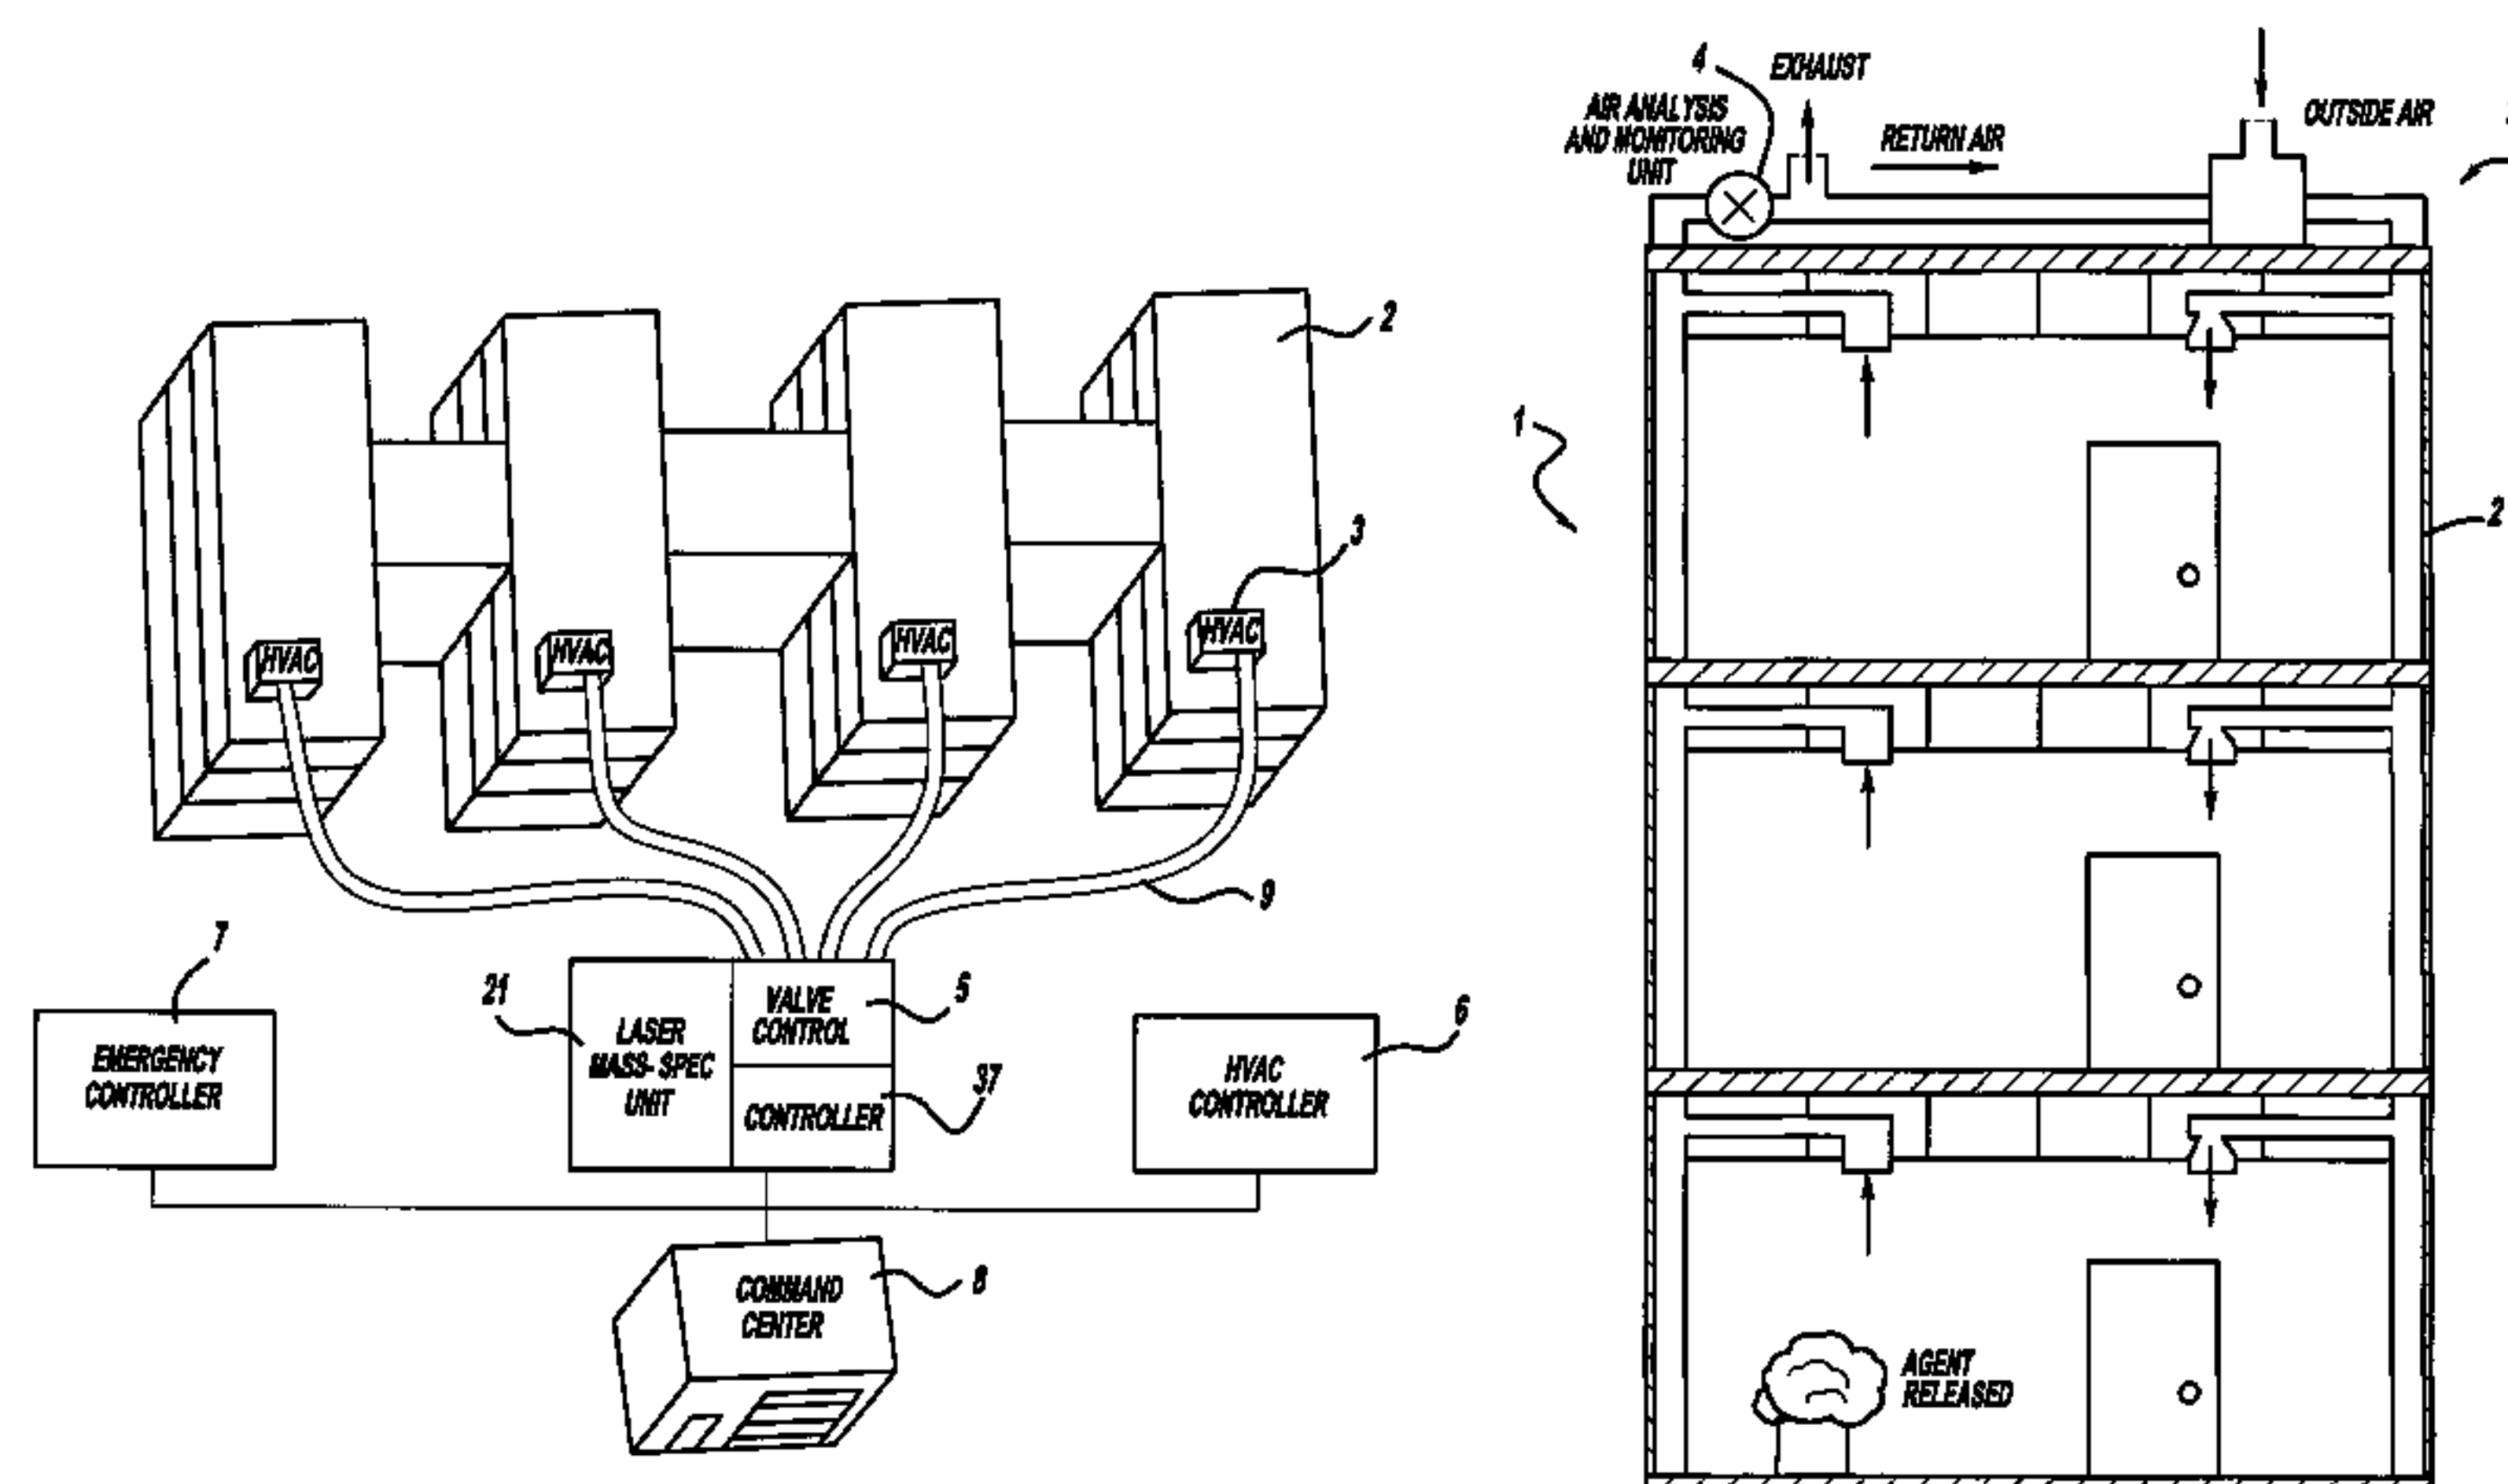 4
EXHAUST
AIR ANALYSIS
AND MONITORING
UNIT
RETURN AIR
OUTSIDE AIR
2
3
1
2
HVAC
HVAC
HVAC
HVAC
9
7
21
5
6
EMERGENCY
CONTROLLER
LASER
MASS-SPEC
UNIT
VALVE
CONTROL
37
CONTROLLER
HVAC
CONTROLLER
8
COMMAND
CENTER
AGENT
RELEASED